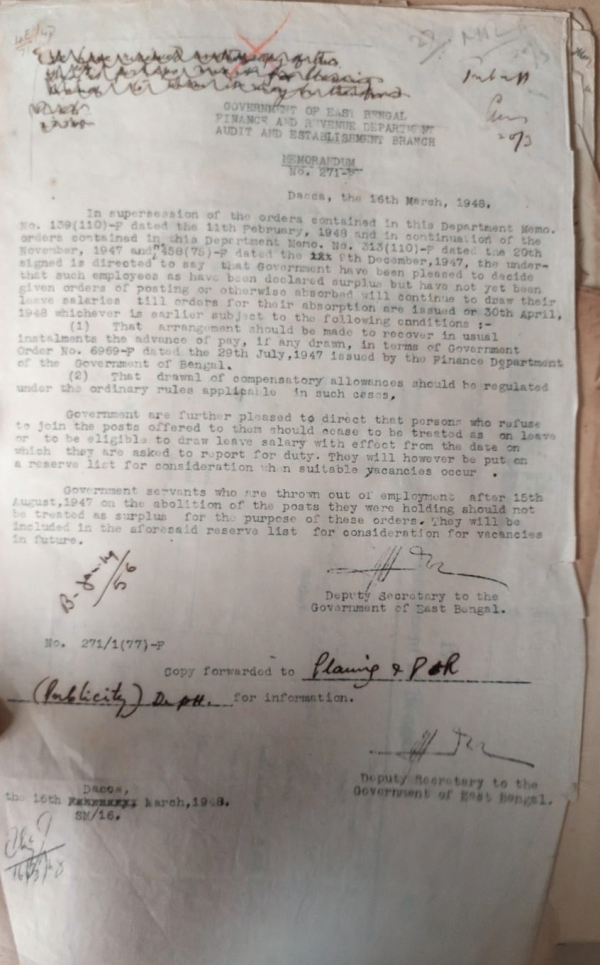 GOVERNMENT OF EAST BENGAL
FINANCE AND REVENUE DEPARTMENT
AUDIT AND ESTABLISHMENT BRANCH
MEMORANDUM
No. 271-F
Dacca, the 16th March, 1948.
In supersession of the orders contained in this Department Memo.
No. 139(110)-F dated the 11th February, 1948 and in continuation of the
orders contained in this Department Memo. No. 313(110)-F dated the 20th
November, 1947 and 458(75)-F dated the 9th December,1947, the under-
signed is directed to say that Government have been pleased to decide
that such employees as have been declared surplus but have not yet been
given orders of posting or otherwise absorbed will continue to draw their
leave salaries till orders for their absorption are issued or 30th April,
1948 whichever is earlier subject to the following conditions :-
(1) That arrangement should be made to recover in usual
instalments the advance of pay, if any drawn, in terms of Government
Order No. 6969-F dated the 29th July,1947 issued by the Finance Department
of the Government of Bengal.
(2) That drawal of compensatory allowances should be regulated
under the ordinary rules applicable in such cases.
Government are further pleased to direct that persons who refuse
to join the posts offered to them should cease to be treated as on leave
or to be eligible to draw leave salary with effect from the date on
which they are asked to report for duty. They will however be put on
a reserve list for consideration when suitable vacancies occur .
Government servants who are thrown out of employment after 15th
August,1947 on the abolition of the posts they were holding should not
be treated as surplus for the purpose of these orders. They will be
included in the aforesaid reserve list for consideration for vacancies
in future.
Deputy Secretary to the
Government of East Bengal.
No. 271/1(77)-F
Copy forwarded to
(Publicity) for information.
Deputy Secretary to the
Government of East Bengal.
Dacca,
the 16th March,1948.
SM/16.